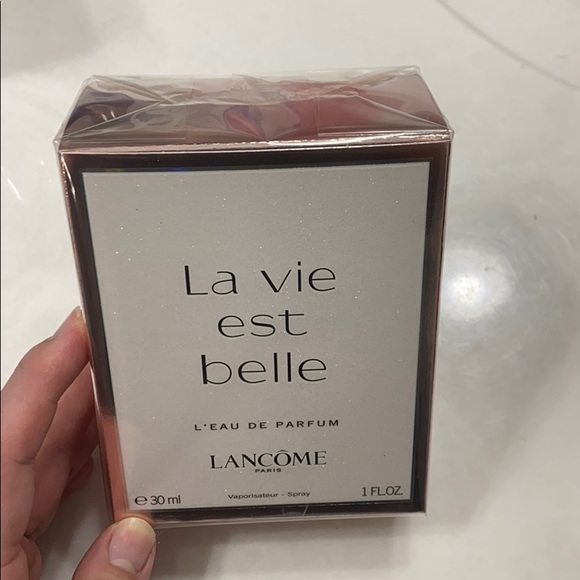 La vie
est
belle
L'EAU DE PARFUM
LANCÔME
PARIS
℮ 30 ml Vaporisateur - Spray 1 FL.OZ.